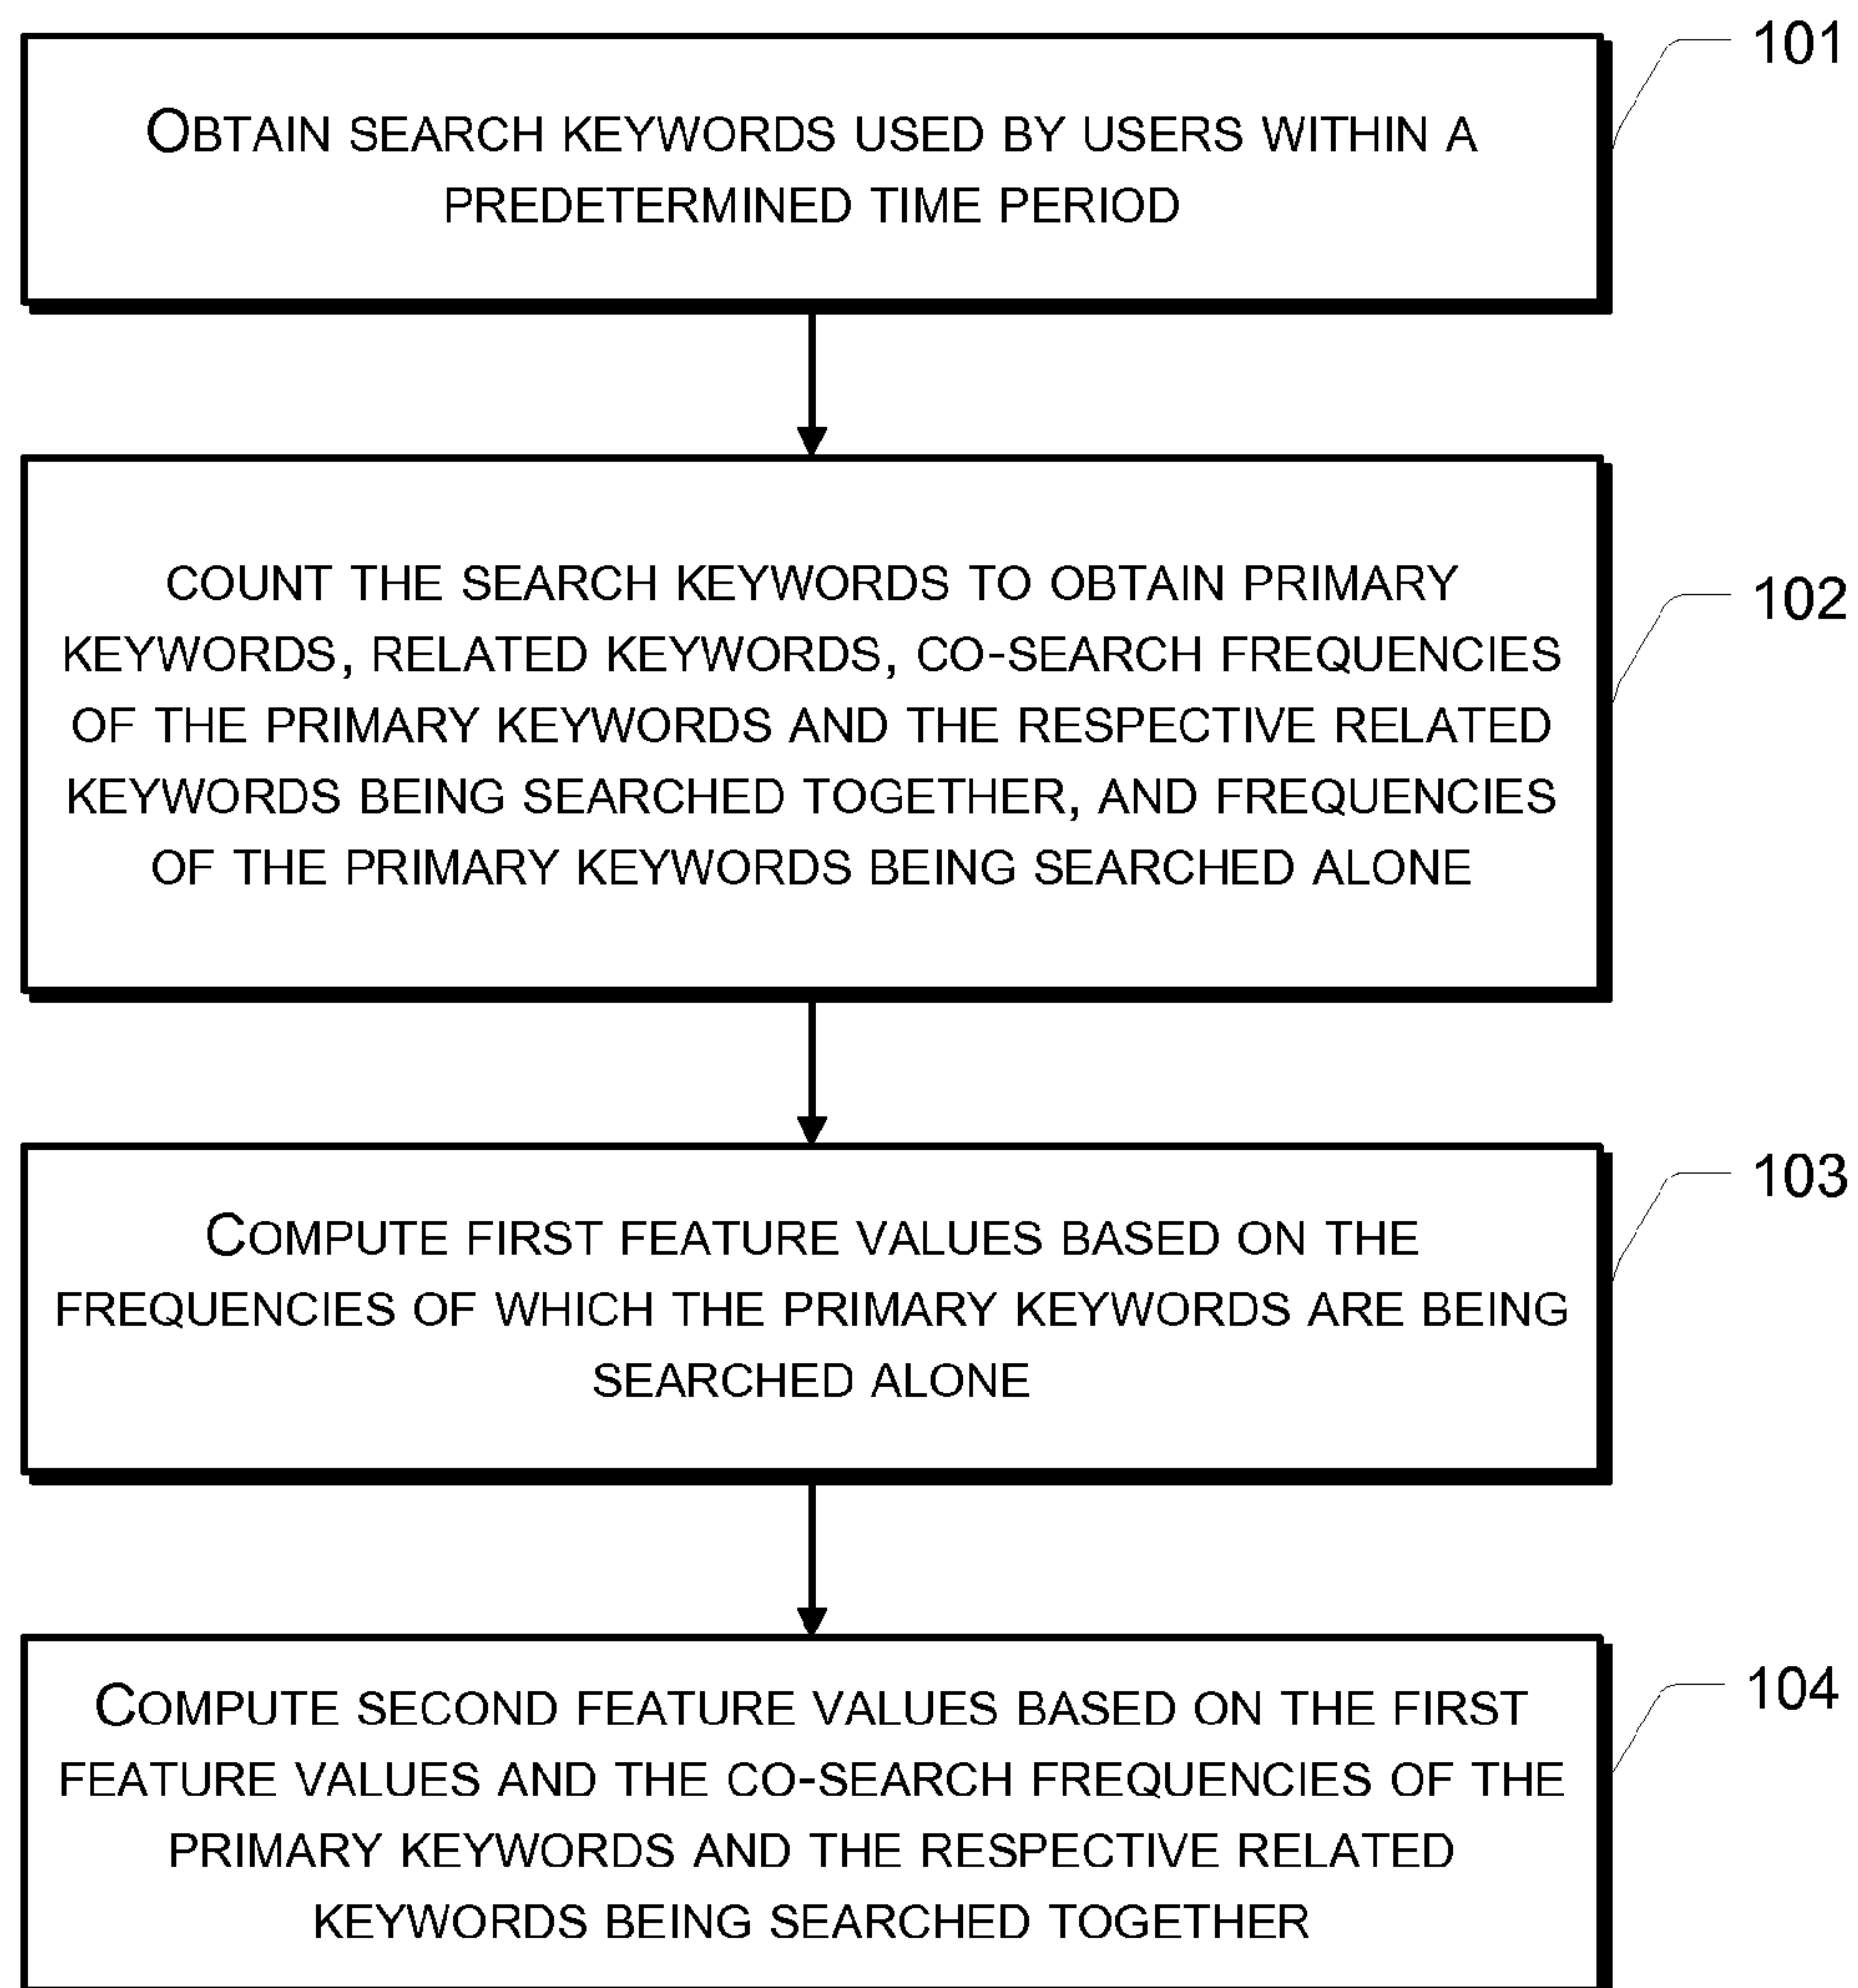 OBTAIN SEARCH KEYWORDS USED BY USERS WITHIN A
PREDETERMINED TIME PERIOD
101
COUNT THE SEARCH KEYWORDS TO OBTAIN PRIMARY
KEYWORDS, RELATED KEYWORDS, CO-SEARCH FREQUENCIES
OF THE PRIMARY KEYWORDS AND THE RESPECTIVE RELATED
KEYWORDS BEING SEARCHED TOGETHER, AND FREQUENCIES
OF THE PRIMARY KEYWORDS BEING SEARCHED ALONE
102
COMPUTE FIRST FEATURE VALUES BASED ON THE
FREQUENCIES OF WHICH THE PRIMARY KEYWORDS ARE BEING
SEARCHED ALONE
103
COMPUTE SECOND FEATURE VALUES BASED ON THE FIRST
FEATURE VALUES AND THE CO-SEARCH FREQUENCIES OF THE
PRIMARY KEYWORDS AND THE RESPECTIVE RELATED
KEYWORDS BEING SEARCHED TOGETHER
104